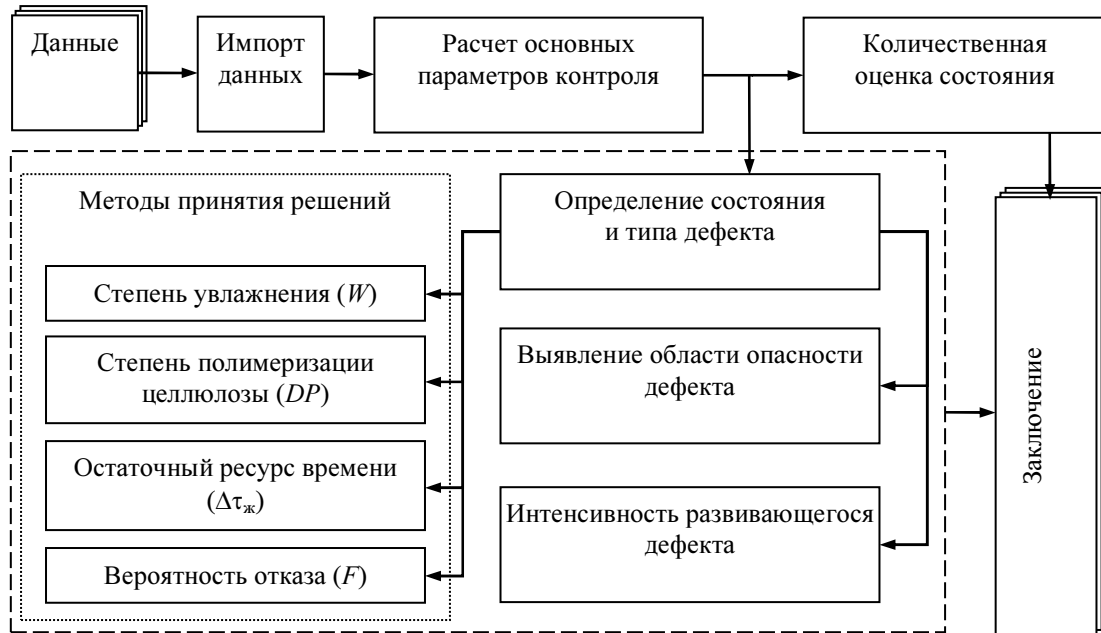 Данные
Импорт
данных
Расчет основных
параметров контроля
Количественная
оценка состояния
Методы принятия решений
Степень увлажнения (W)
Степень полимеризации
целлюлозы (DP)
Остаточный ресурс времени
(Δτж)
Вероятность отказа (F)
Определение состояния
и типа дефекта
Выявление области опасности
дефекта
Интенсивность развивающегося
дефекта
Заключение